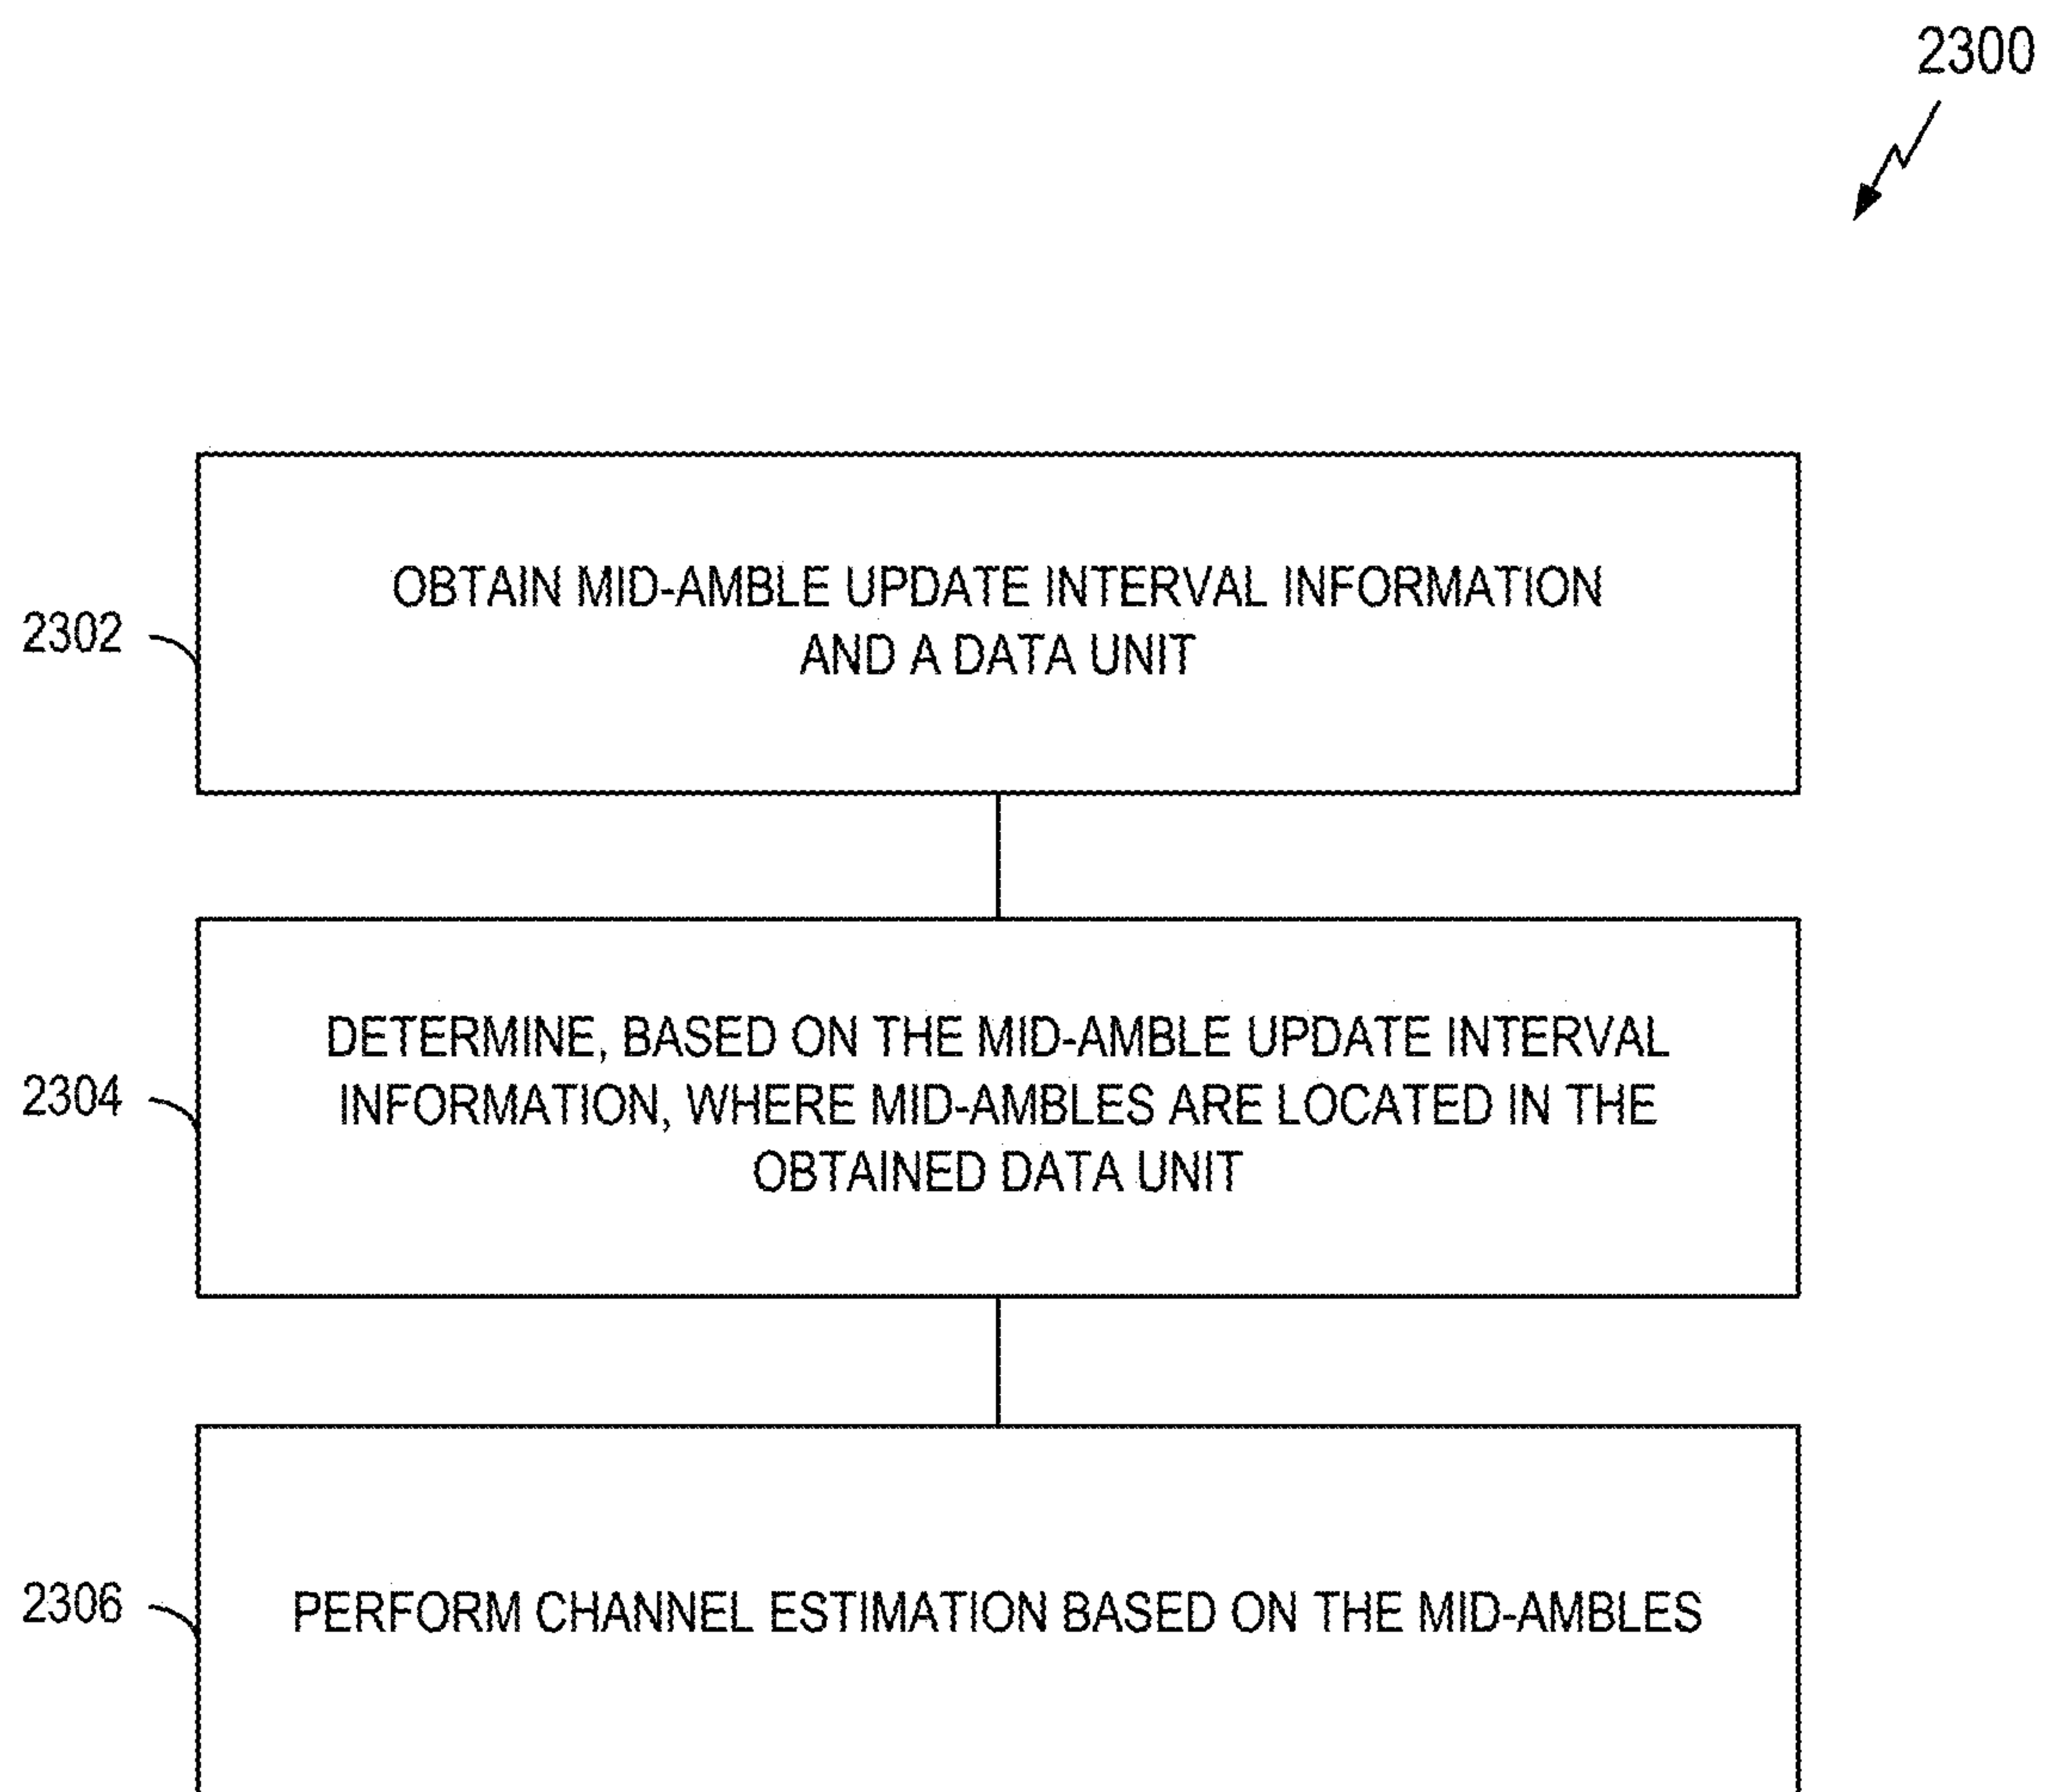 2300
OBTAIN MID-AMBLE UPDATE INTERVAL INFORMATION
AND A DATA UNIT
2302
DETERMINE, BASED ON THE MID-AMBLE UPDATE INTERVAL
INFORMATION, WHERE MID-AMBLES ARE LOCATED IN THE
OBTAINED DATA UNIT
2304
PERFORM CHANNEL ESTIMATION BASED ON THE MID-AMBLES
2306